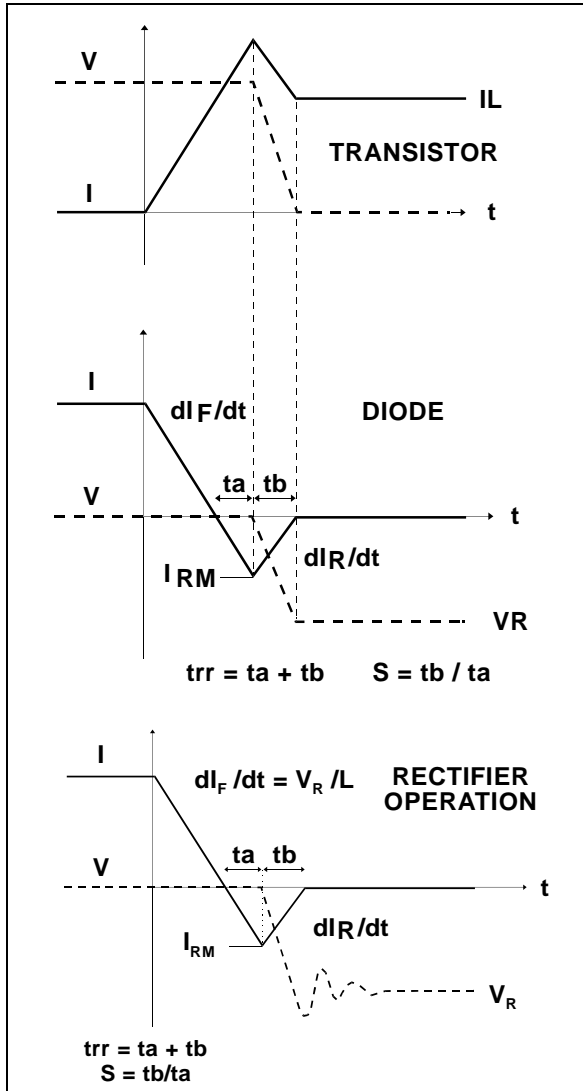 V
IL
TRANSISTOR
I
t
I
dIF/dt
DIODE
ta tb
V
t
IRM
dIR/dt
VR
trr = ta + tb S = tb / ta
I
dIF/dt = VR/L
RECTIFIER
OPERATION
ta tb
V
t
IRM
dIR/dt
VR
trr = ta + tb
S = tb/ta